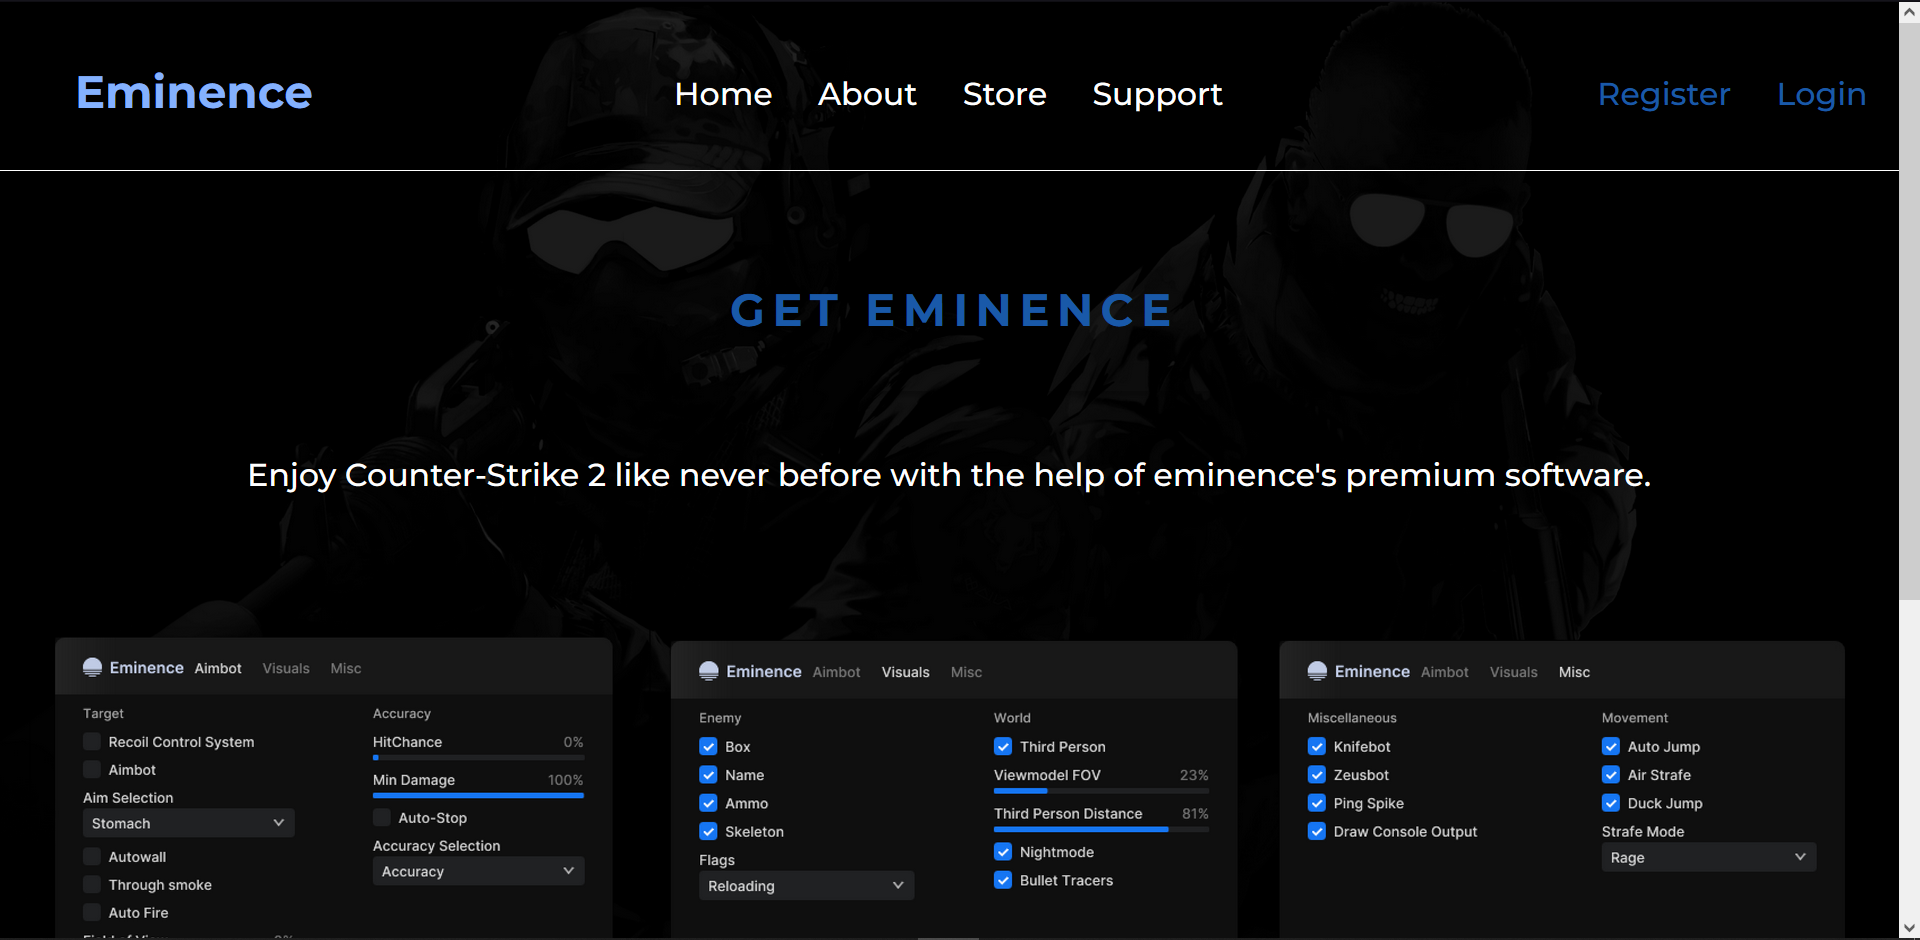 Eminence
Home About Store Support
Register Login
GET EMINENCE
Enjoy Counter-Strike 2 like never before with the help of eminence's premium software.
Eminence Aimbot Visuals Misc
Target
Recoil Control System
Aimbot
Aim Selection
Stomach
Autowall
Through smoke
Auto Fire
Accuracy
HitChance 0%
Min Damage 100%
Auto-Stop
Accuracy Selection
Accuracy
Eminence Aimbot Visuals Misc
Enemy
Box
Name
Ammo
Skeleton
Flags
Reloading
World
Third Person
Viewmodel FOV 23%
Third Person Distance 81%
Nightmode
Bullet Tracers
Eminence Aimbot Visuals Misc
Miscellaneous
Knifebot
Zeusbot
Ping Spike
Draw Console Output
Movement
Auto Jump
Air Strafe
Duck Jump
Strafe Mode
Rage